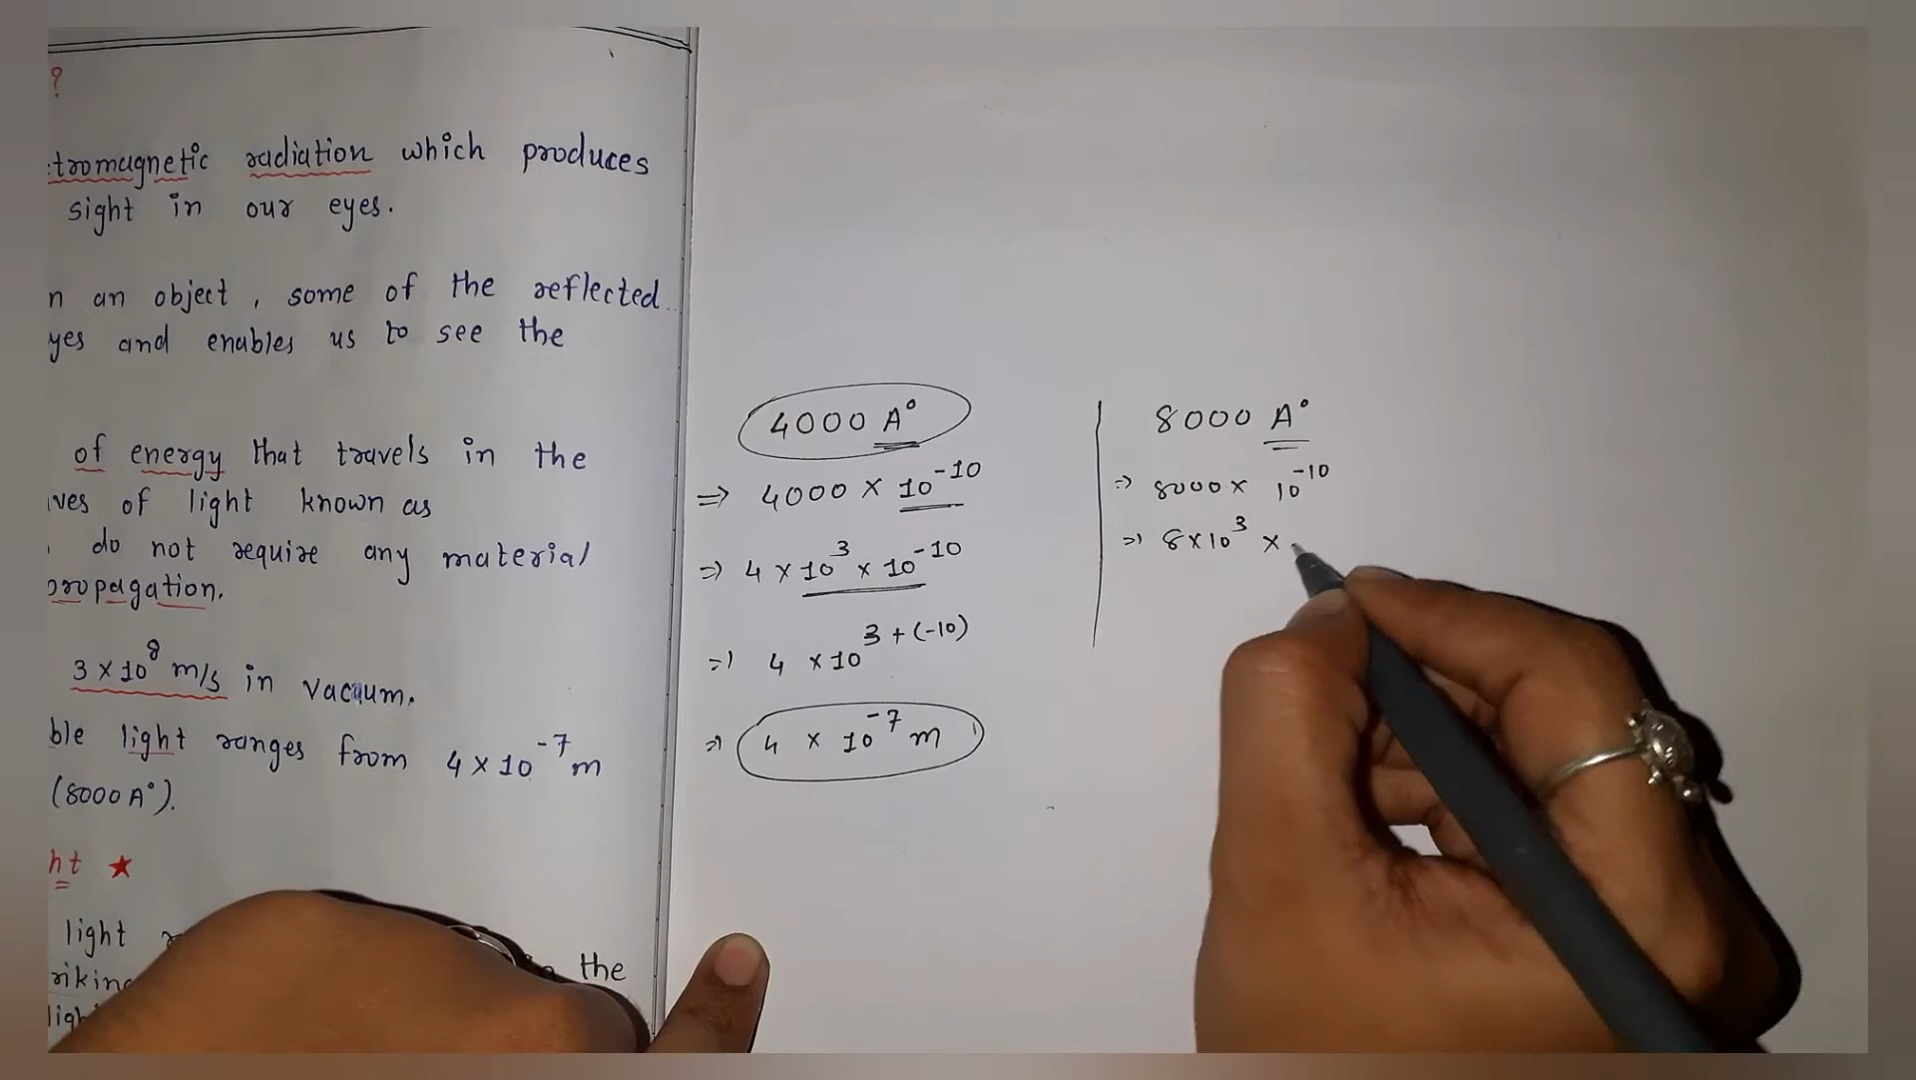 ?
tromagnetic radiation which produces
sight in our eyes.
n an object , some of the reflected
yes and enables us to see the
of energy that travels in the
ves of light known as
do not require any material
propagation.
3 × 10⁸ m/s in vacuum.
ble light ranges from 4 × 10⁻⁷ m
(8000 A°).
ht ★
light
the
4000 A°
⇒ 4000 × 10⁻¹⁰
⇒ 4 × 10³ × 10⁻¹⁰
⇒ 4 × 10³⁺⁽⁻¹⁰⁾
⇒ 4 × 10⁻⁷ m
8000 A°
⇒ 8000 × 10⁻¹⁰
⇒ 8 × 10³ ×